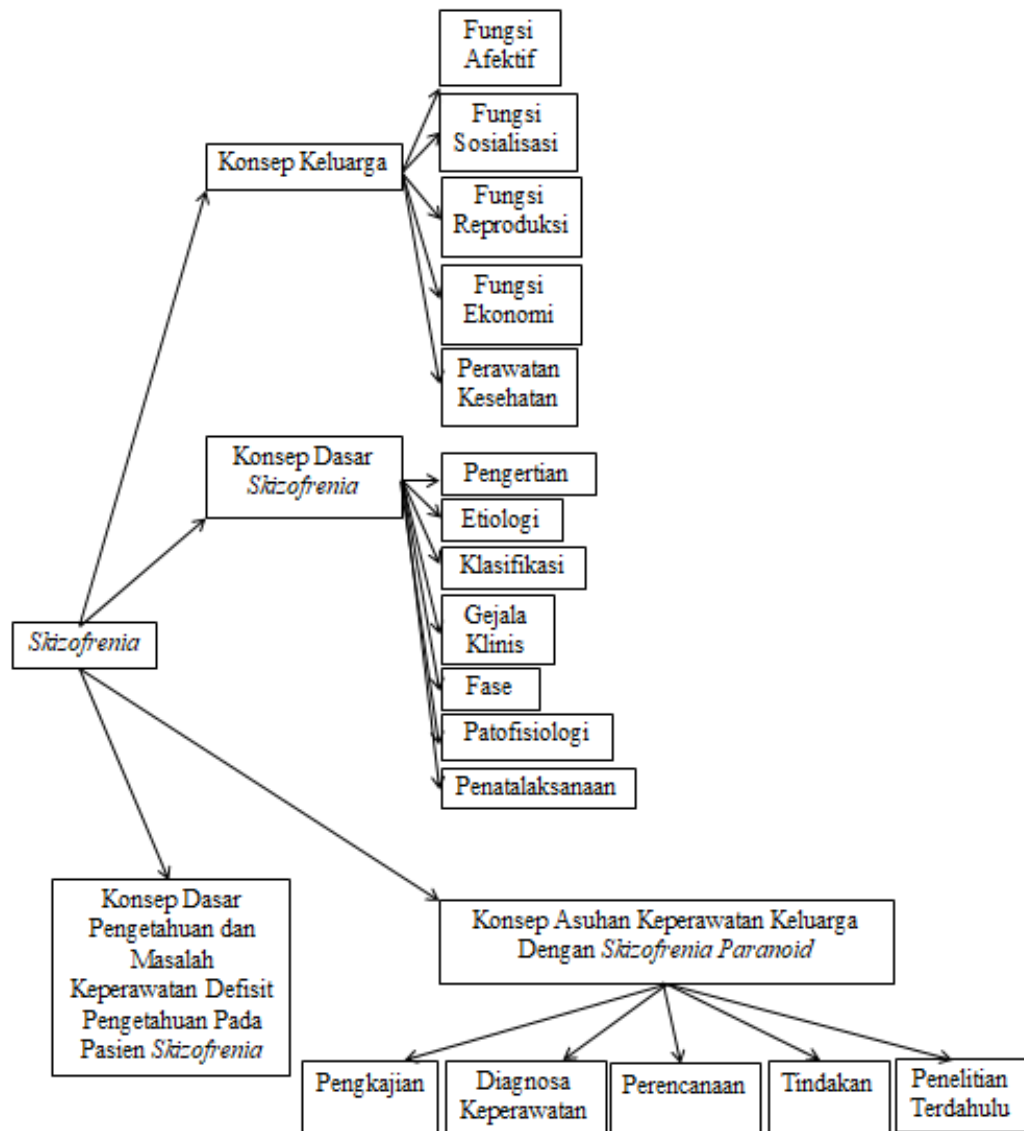 Fungsi
Afektif
Fungsi
Sosialisasi
Konsep Keluarga
Fungsi
Reproduksi
Fungsi
Ekonomi
Perawatan
Kesehatan
Konsep Dasar
Skizofrenia
Pengertian
Etiologi
Klasifikasi
Gejala
Klinis
Skizofrenia
Fase
Patofisiologi
Penatalaksanaan
Konsep Dasar
Pengetahuan dan
Masalah
Keperawatan Defisit
Pengetahuan Pada
Pasien Skizofrenia
Konsep Asuhan Keperawatan Keluarga
Dengan Skizofrenia Paranoid
Pengkajian
Diagnosa
Keperawatan
Perencanaan
Tindakan
Penelitian
Terdahulu